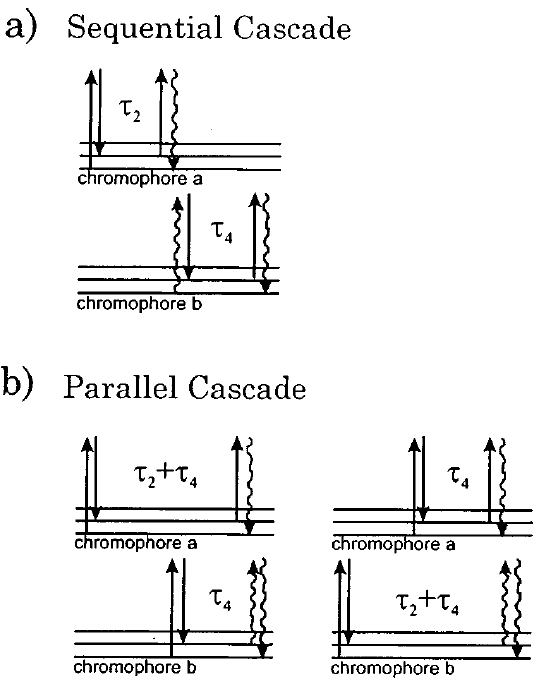 a) Sequential Cascade
τ2
chromophore a
τ4
chromophore b
b) Parallel Cascade
τ2+τ4
chromophore a
τ4
chromophore b
τ4
chromophore a
τ2+τ4
chromophore b